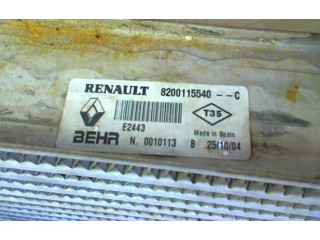 RENAULT 8200115540 --C
T35
E2443
Made in Spain
BEHR N. 0010113 B 25/10/04